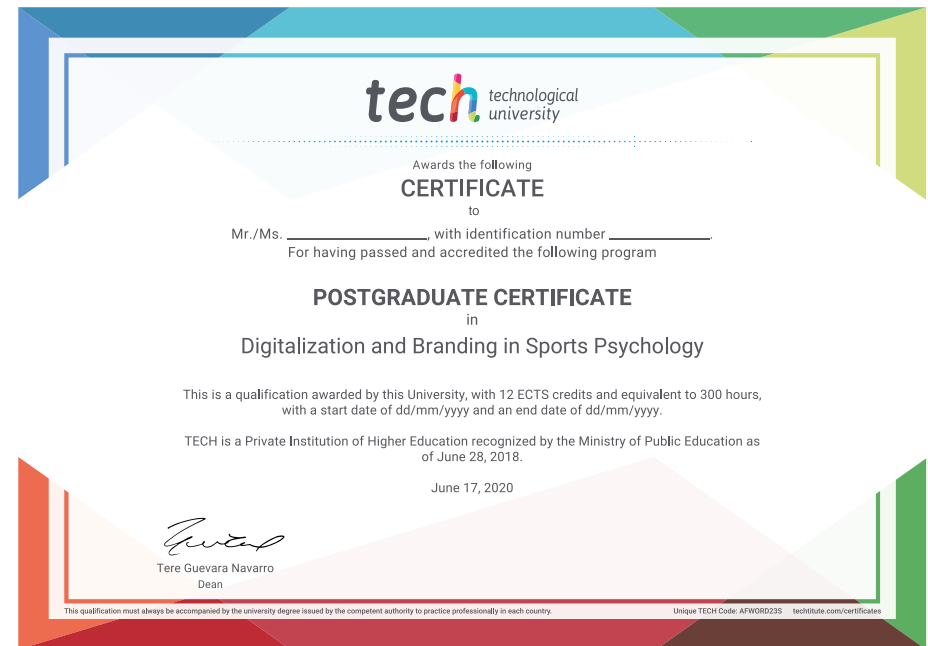 tech technological
university
Awards the following
CERTIFICATE
to
Mr./Ms. ____________________, with identification number ______________.
For having passed and accredited the following program
POSTGRADUATE CERTIFICATE
in
Digitalization and Branding in Sports Psychology
This is a qualification awarded by this University, with 12 ECTS credits and equivalent to 300 hours,
with a start date of dd/mm/yyyy and an end date of dd/mm/yyyy.
TECH is a Private Institution of Higher Education recognized by the Ministry of Public Education as
of June 28, 2018.
June 17, 2020
Tere Guevara Navarro
Dean
This qualification must always be accompanied by the university degree issued by the competent authority to practice professionally in each country.
Unique TECH Code: AFWORD23S techtitute.com/certificates